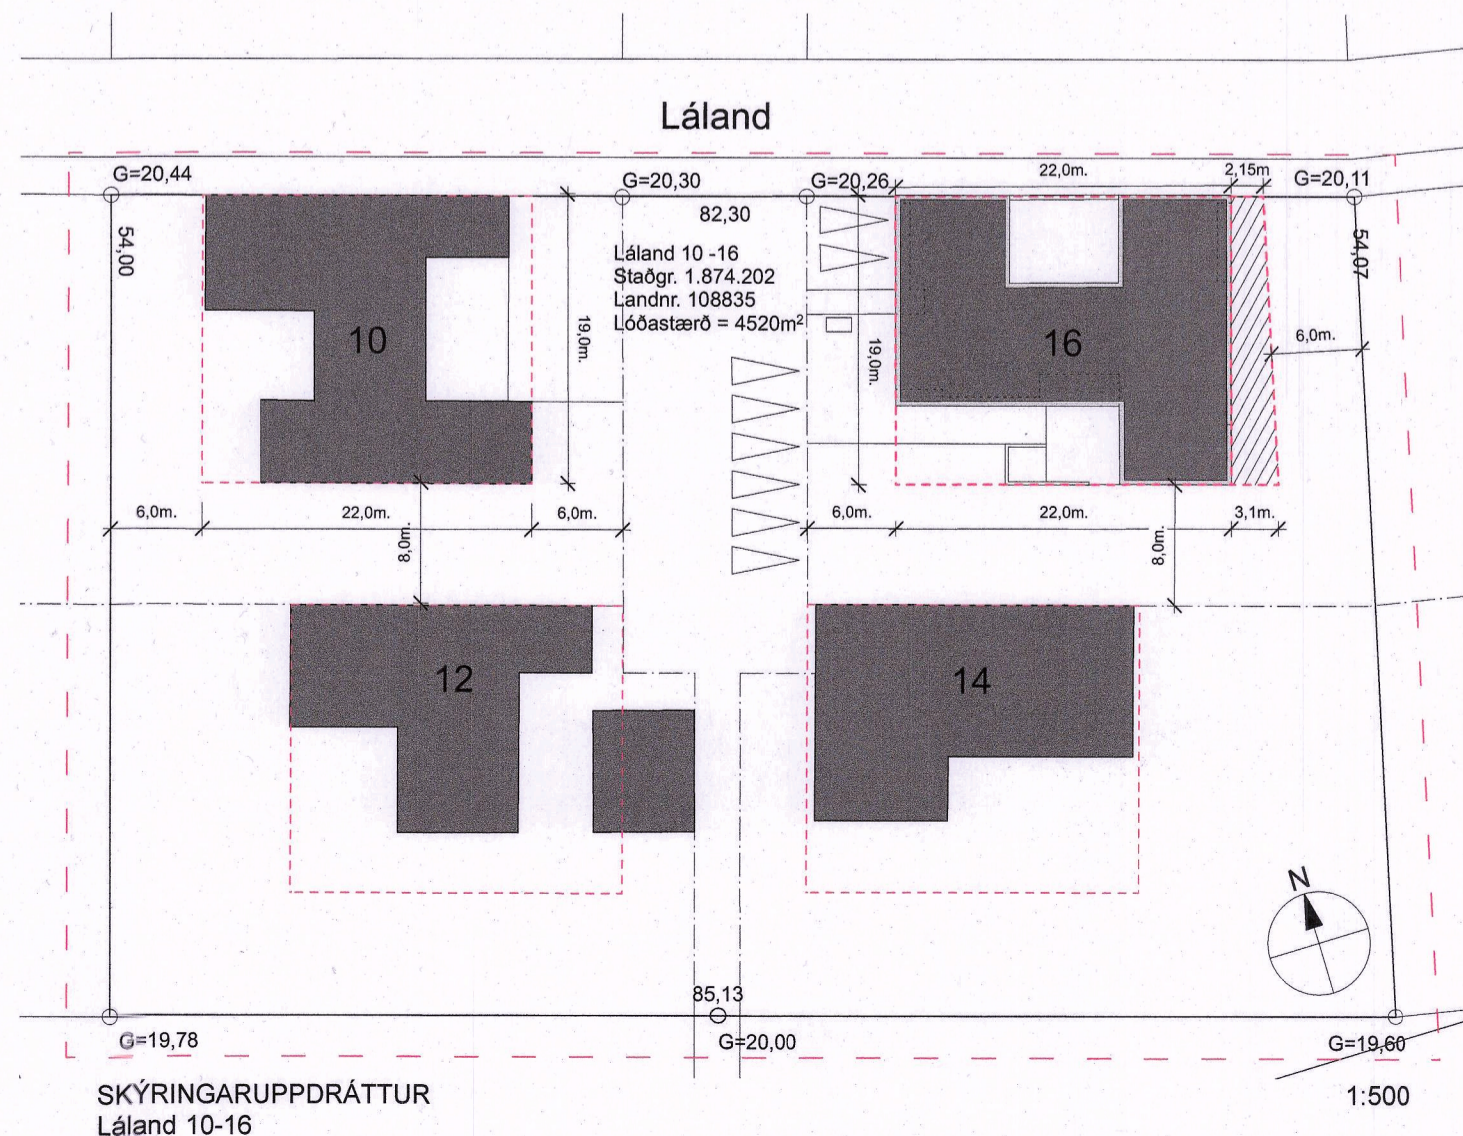 Láland
G=20,44
G=20,30
G=20,26
22,0m.
2,15m
G=20,11
82,30
54,00
54,07
Láland 10 -16
Staðgr. 1.874.202
Landnr. 108835
Lóðastærð = 4520m²
10
19,0m.
19,0m.
16
6,0m.
6,0m.
22,0m.
6,0m.
6,0m.
22,0m.
3,1m.
8,0m.
8,0m.
12
14
N
85,13
G=19,78
G=20,00
G=19,60
SKÝRINGARUPPDRÁTTUR
1:500
Láland 10-16